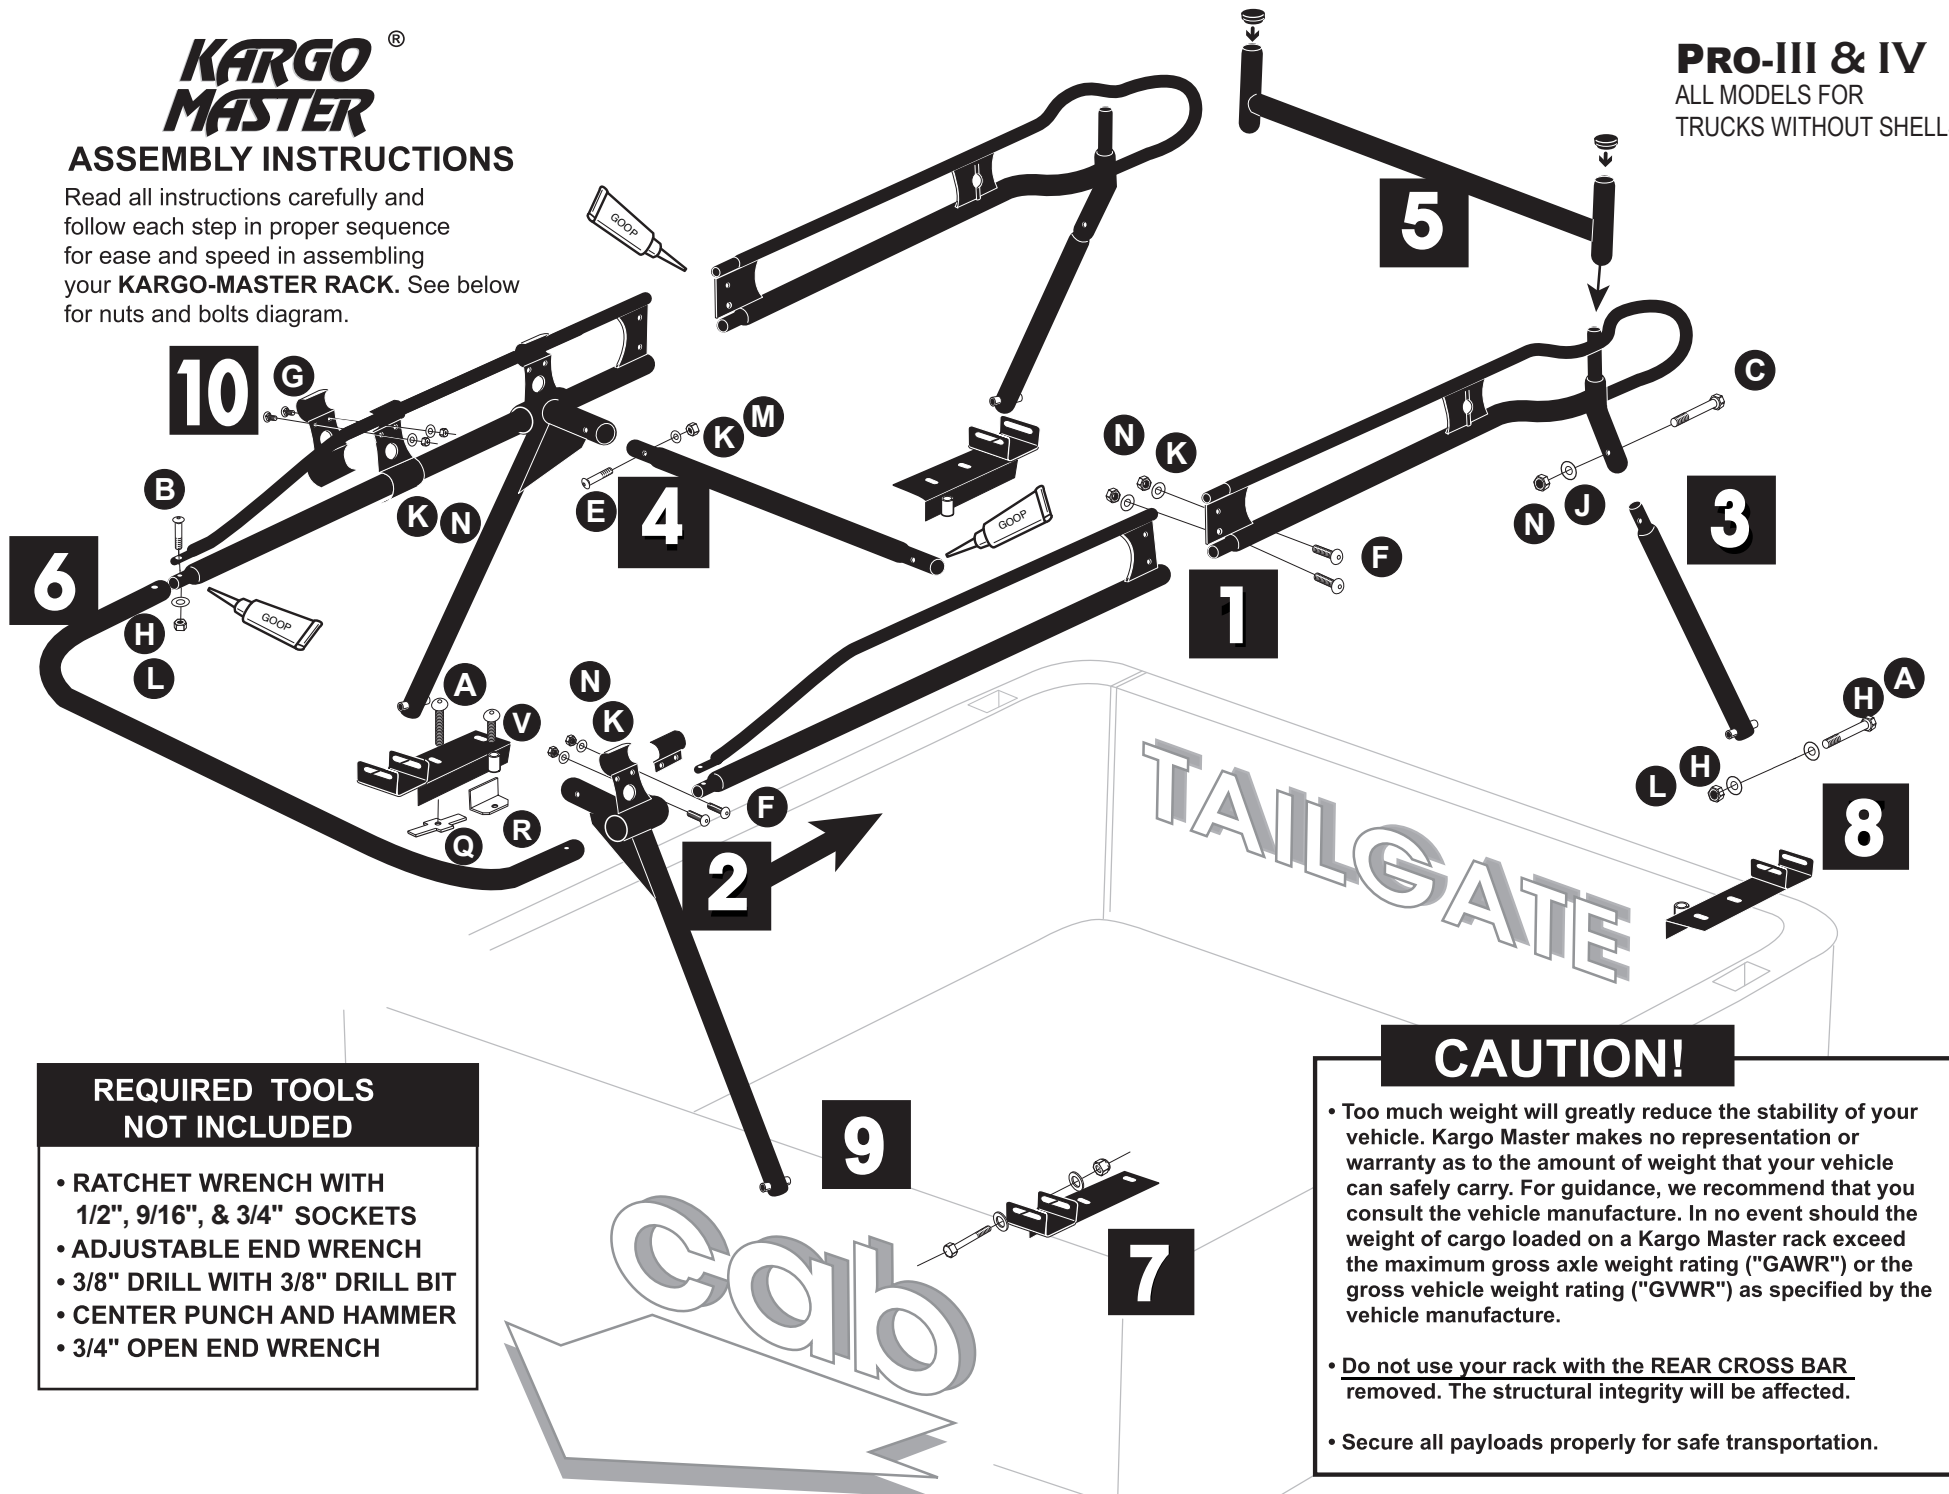 KARGO ®
MASTER
ASSEMBLY INSTRUCTIONS
Read all instructions carefully and
follow each step in proper sequence
for ease and speed in assembling
your KARGO-MASTER RACK. See below
for nuts and bolts diagram.
PRO-III & IV
ALL MODELS FOR
TRUCKS WITHOUT SHELL
5
GOOP
10
G
C
N
K
M
K
B
E
4
K
N
GOOP
F
N
J
3
6
H
L
GOOP
1
A
V
N
K
A
H
H
L
Q
R
F
2
8
TAILGATE
9
7
cab
REQUIRED TOOLS
NOT INCLUDED
• RATCHET WRENCH WITH
1/2", 9/16", & 3/4" SOCKETS
• ADJUSTABLE END WRENCH
• 3/8" DRILL WITH 3/8" DRILL BIT
• CENTER PUNCH AND HAMMER
• 3/4" OPEN END WRENCH
CAUTION!
• Too much weight will greatly reduce the stability of your
vehicle. Kargo Master makes no representation or
warranty as to the amount of weight that your vehicle
can safely carry. For guidance, we recommend that you
consult the vehicle manufacture. In no event should the
weight of cargo loaded on a Kargo Master rack exceed
the maximum gross axle weight rating ("GAWR") or the
gross vehicle weight rating ("GVWR") as specified by the
vehicle manufacture.
• Do not use your rack with the REAR CROSS BAR
removed. The structural integrity will be affected.
• Secure all payloads properly for safe transportation.